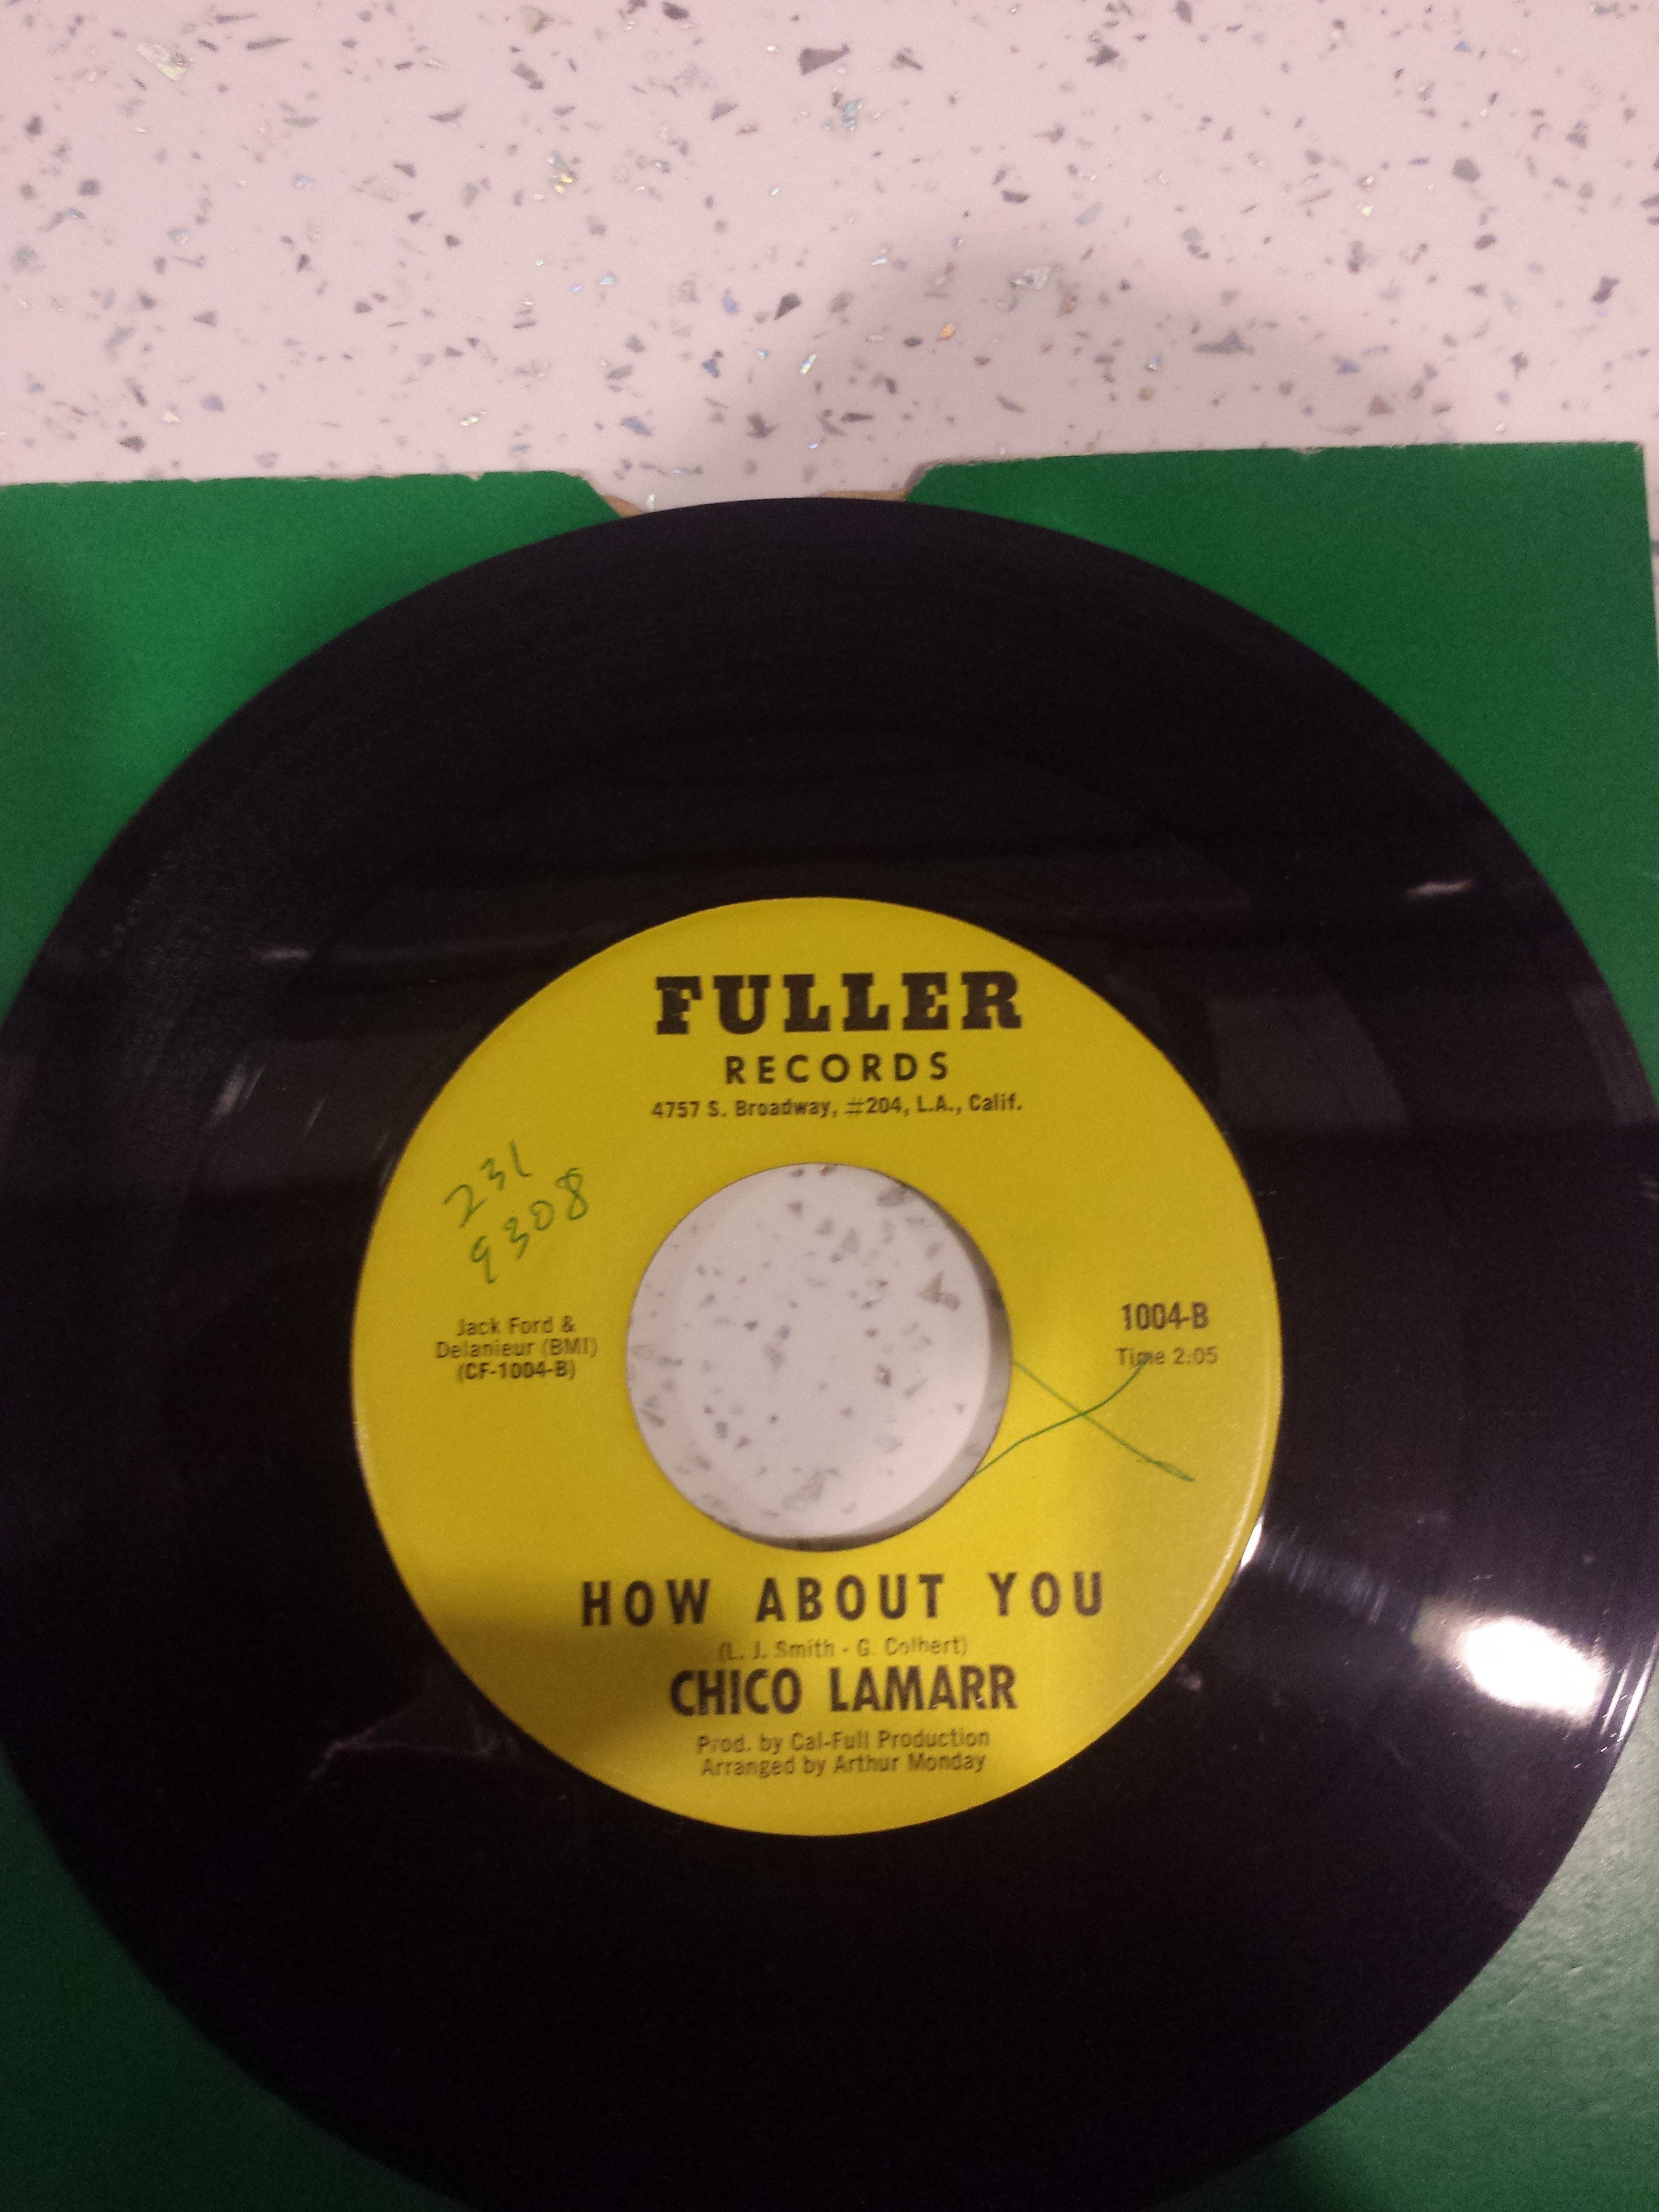 FULLER
RECORDS
4757 S. Broadway, #204, L.A., Calif.
231
9308
Jack Ford &
Delanieur (BMI)
(CF-1004-B)
1004-B
Time 2:05
HOW ABOUT YOU
(L. J. Smith - G. Colbert)
CHICO LAMARR
Prod. by Cal-Full Production
Arranged by Arthur Monday